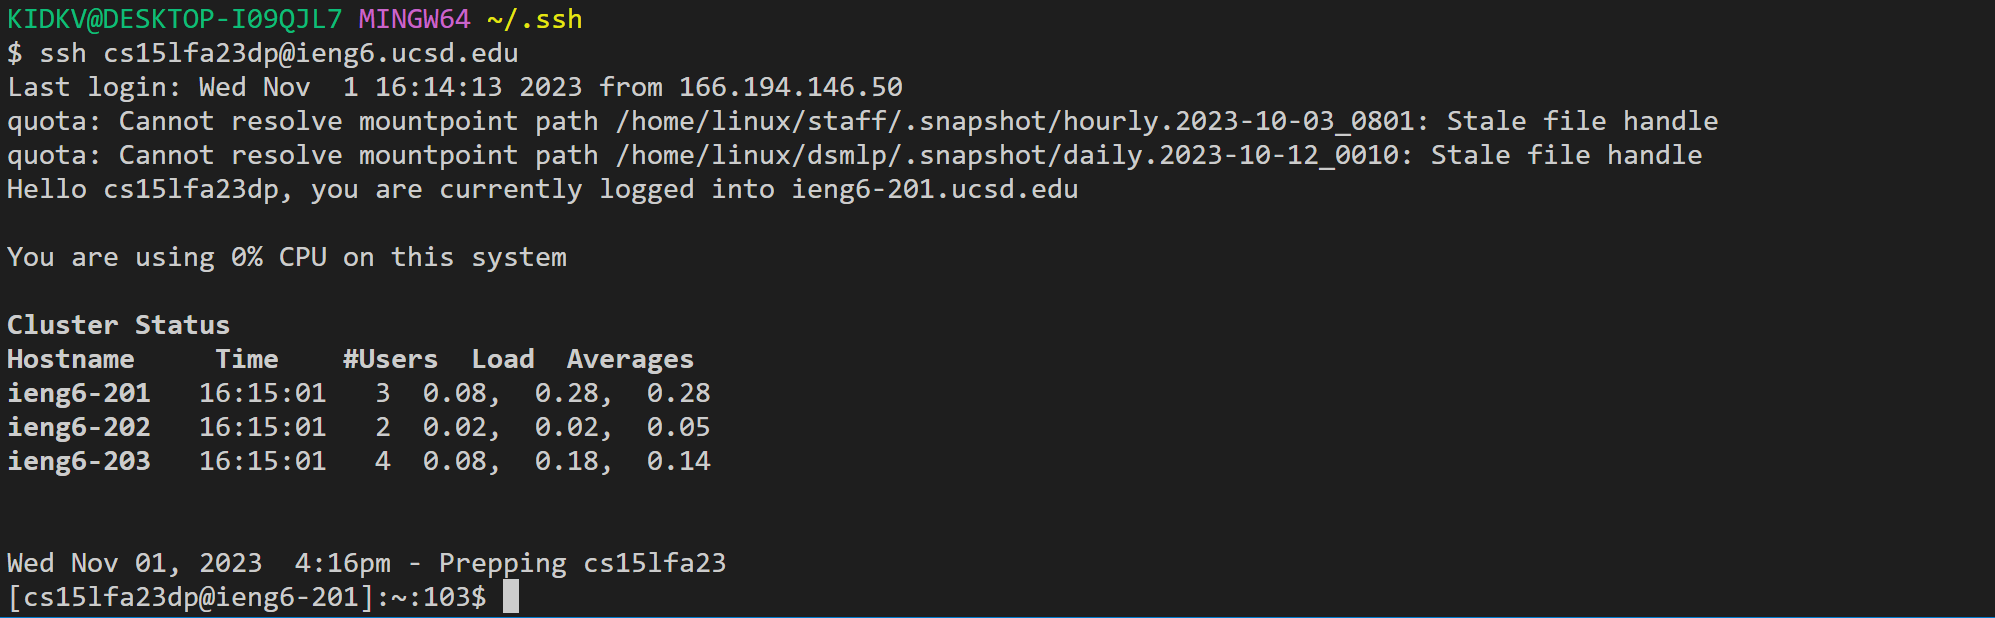 KIDKV@DESKTOP-I09QJL7 MINGW64 ~/.ssh
$ ssh cs15lfa23dp@ieng6.ucsd.edu
Last login: Wed Nov  1 16:14:13 2023 from 166.194.146.50
quota: Cannot resolve mountpoint path /home/linux/staff/.snapshot/hourly.2023-10-03_0801: Stale file handle
quota: Cannot resolve mountpoint path /home/linux/dsmlp/.snapshot/daily.2023-10-12_0010: Stale file handle
Hello cs15lfa23dp, you are currently logged into ieng6-201.ucsd.edu
You are using 0% CPU on this system
Cluster Status
Hostname     Time    #Users  Load  Averages
ieng6-201   16:15:01   3  0.08,  0.28,  0.28
ieng6-202   16:15:01   2  0.02,  0.02,  0.05
ieng6-203   16:15:01   4  0.08,  0.18,  0.14
Wed Nov 01, 2023  4:16pm - Prepping cs15lfa23
[cs15lfa23dp@ieng6-201]:~:103$